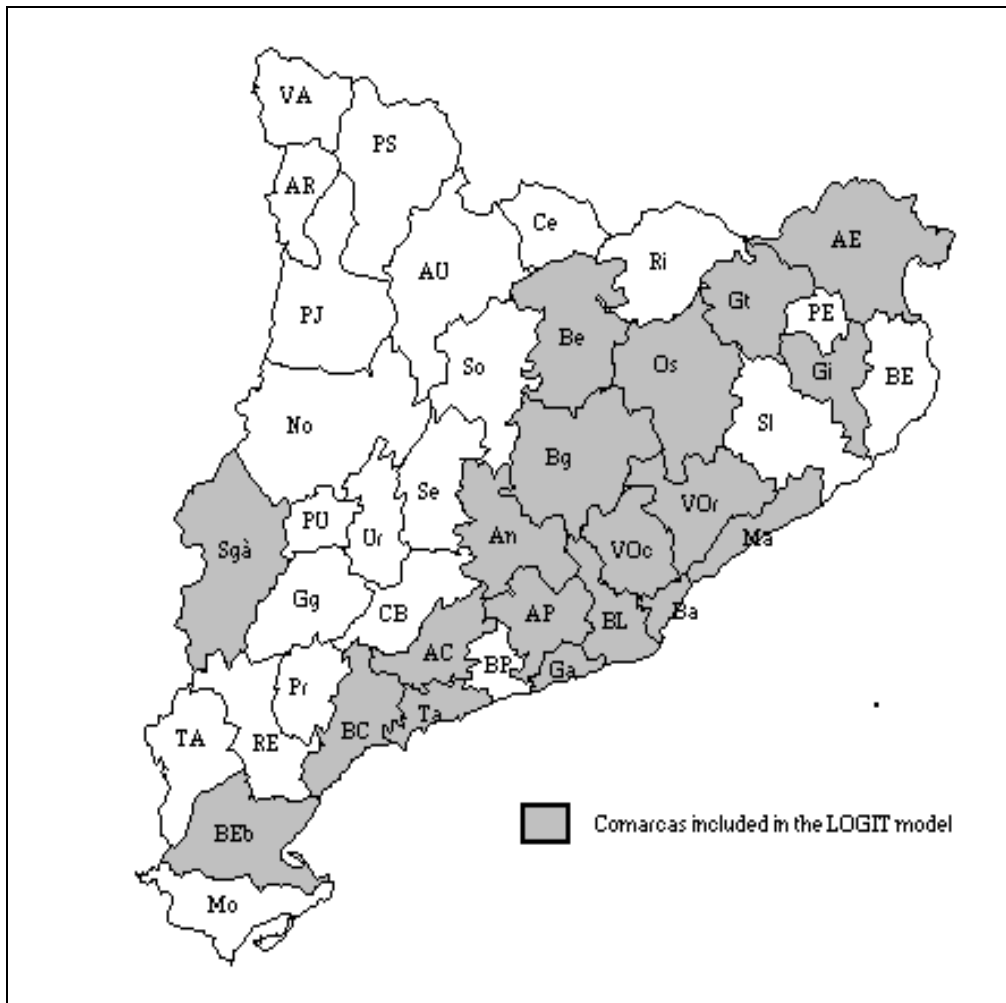 VA
PS
AR
Ce
AE
AU
Ri
Gt
PJ
PE
Be
So
Os
Gi
BE
No
Sl
Bg
Se
PU
Ur
An
VOr
VOc
Ma
Sgà
Gg
CB
AP
BL
Ba
AC
BP
Ga
Pr
Ta
BC
TA
RE
BEb
Comarcas included in the LOGIT model
Mo